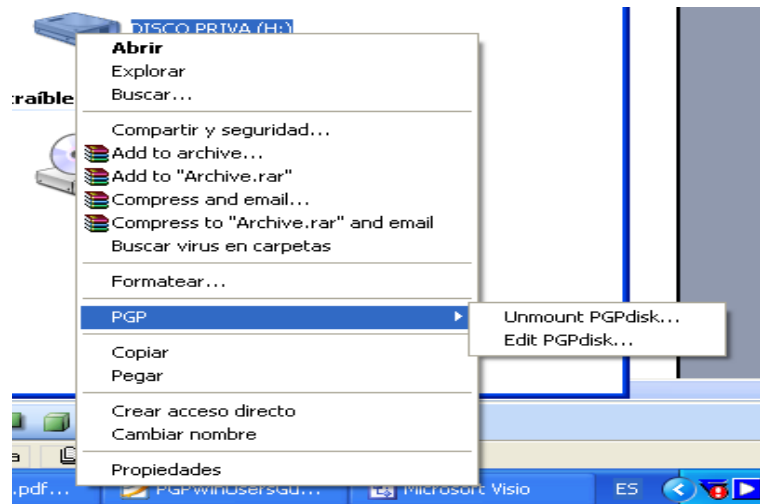 DISCO PRIVA (H:)
Abrir
Explorar
Buscar...
raíble
Compartir y seguridad...
Add to archive...
Add to "Archive.rar"
Compress and email...
Compress to "Archive.rar" and email
Buscar virus en carpetas
Formatear...
PGP
Unmount PGPdisk...
Edit PGPdisk...
Copiar
Pegar
Crear acceso directo
Cambiar nombre
Propiedades
.pdf...
PGPWinUsersGu...
Microsoft Visio
ES